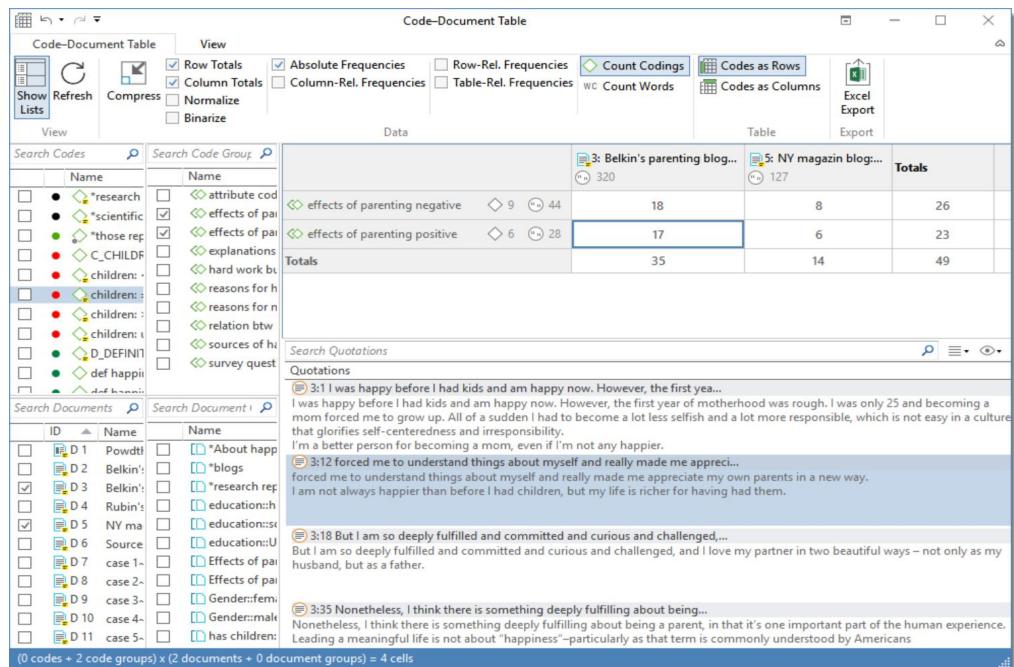 Code–Document Table
Code–Document Table View
Show Lists
Refresh
Compress
Row Totals
Column Totals
Normalize
Binarize
Absolute Frequencies
Column-Rel. Frequencies
Row-Rel. Frequencies
Table-Rel. Frequencies
Count Codings
WC Count Words
Codes as Rows
Codes as Columns
Excel Export
View Data Table Export
Search Codes
Name
*research
*scientific
*those rep
C_CHILDR
children:
children:
children:
children:
D_DEFINIT
def happi
Search Code Group
Name
attribute cod
effects of pa
effects of pa
explanations
hard work bu
reasons for h
reasons for n
relation btw
sources of ha
survey quest
Search Documents
ID Name
D 1 Powdth
D 2 Belkin's
D 3 Belkin's
D 4 Rubin's
D 5 NY ma
D 6 Source
D 7 case 1~
D 8 case 2~
D 9 case 3~
D 10 case 4~
D 11 case 5~
Search Document
Name
*About happ
*blogs
*research rep
education::h
education::so
education::U
Effects of pa
Effects of pa
Gender::fema
Gender::male
has children:
3: Belkin's parenting blog... 5: NY magazin blog:... Totals
320 127
effects of parenting negative 9 44 18 8 26
effects of parenting positive 6 28 17 6 23
Totals 35 14 49
Search Quotations
Quotations
3:1 I was happy before I had kids and am happy now. However, the first yea...
I was happy before I had kids and am happy now. However, the first year of motherhood was rough. I was only 25 and becoming a
mom forced me to grow up. All of a sudden I had to become a lot less selfish and a lot more responsible, which is not easy in a culture
that glorifies self-centeredness and irresponsibility.
I'm a better person for becoming a mom, even if I'm not any happier.
3:12 forced me to understand things about myself and really made me appreci...
forced me to understand things about myself and really made me appreciate my own parents in a new way.
I am not always happier than before I had children, but my life is richer for having had them.
3:18 But I am so deeply fulfilled and committed and curious and challenged,...
But I am so deeply fulfilled and committed and curious and challenged, and I love my partner in two beautiful ways – not only as my
husband, but as a father.
3:35 Nonetheless, I think there is something deeply fulfilling about being...
Nonetheless, I think there is something deeply fulfilling about being a parent, in that it's one important part of the human experience.
Leading a meaningful life is not about "happiness"–particularly as that term is commonly understood by Americans
(0 codes + 2 code groups) x (2 documents + 0 document groups) = 4 cells